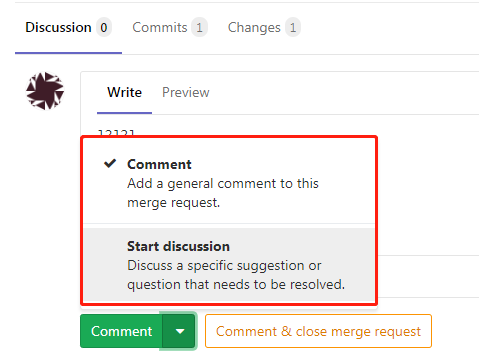 Discussion 0 Commits 1 Changes 1
Write Preview
12121
Comment
Add a general comment to this
merge request.
Start discussion
Discuss a specific suggestion or
question that needs to be resolved.
Comment Comment & close merge request